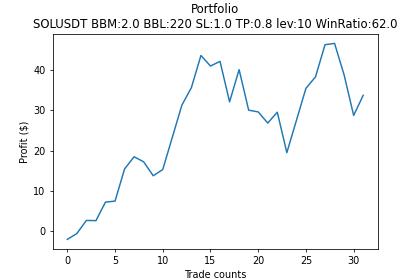 Portfolio
SOLUSDT BBM:2.0 BBL:220 SL:1.0 TP:0.8 lev:10 WinRatio:62.0
Profit ($)
40
30
20
10
0
0 5 10 15 20 25 30
Trade counts